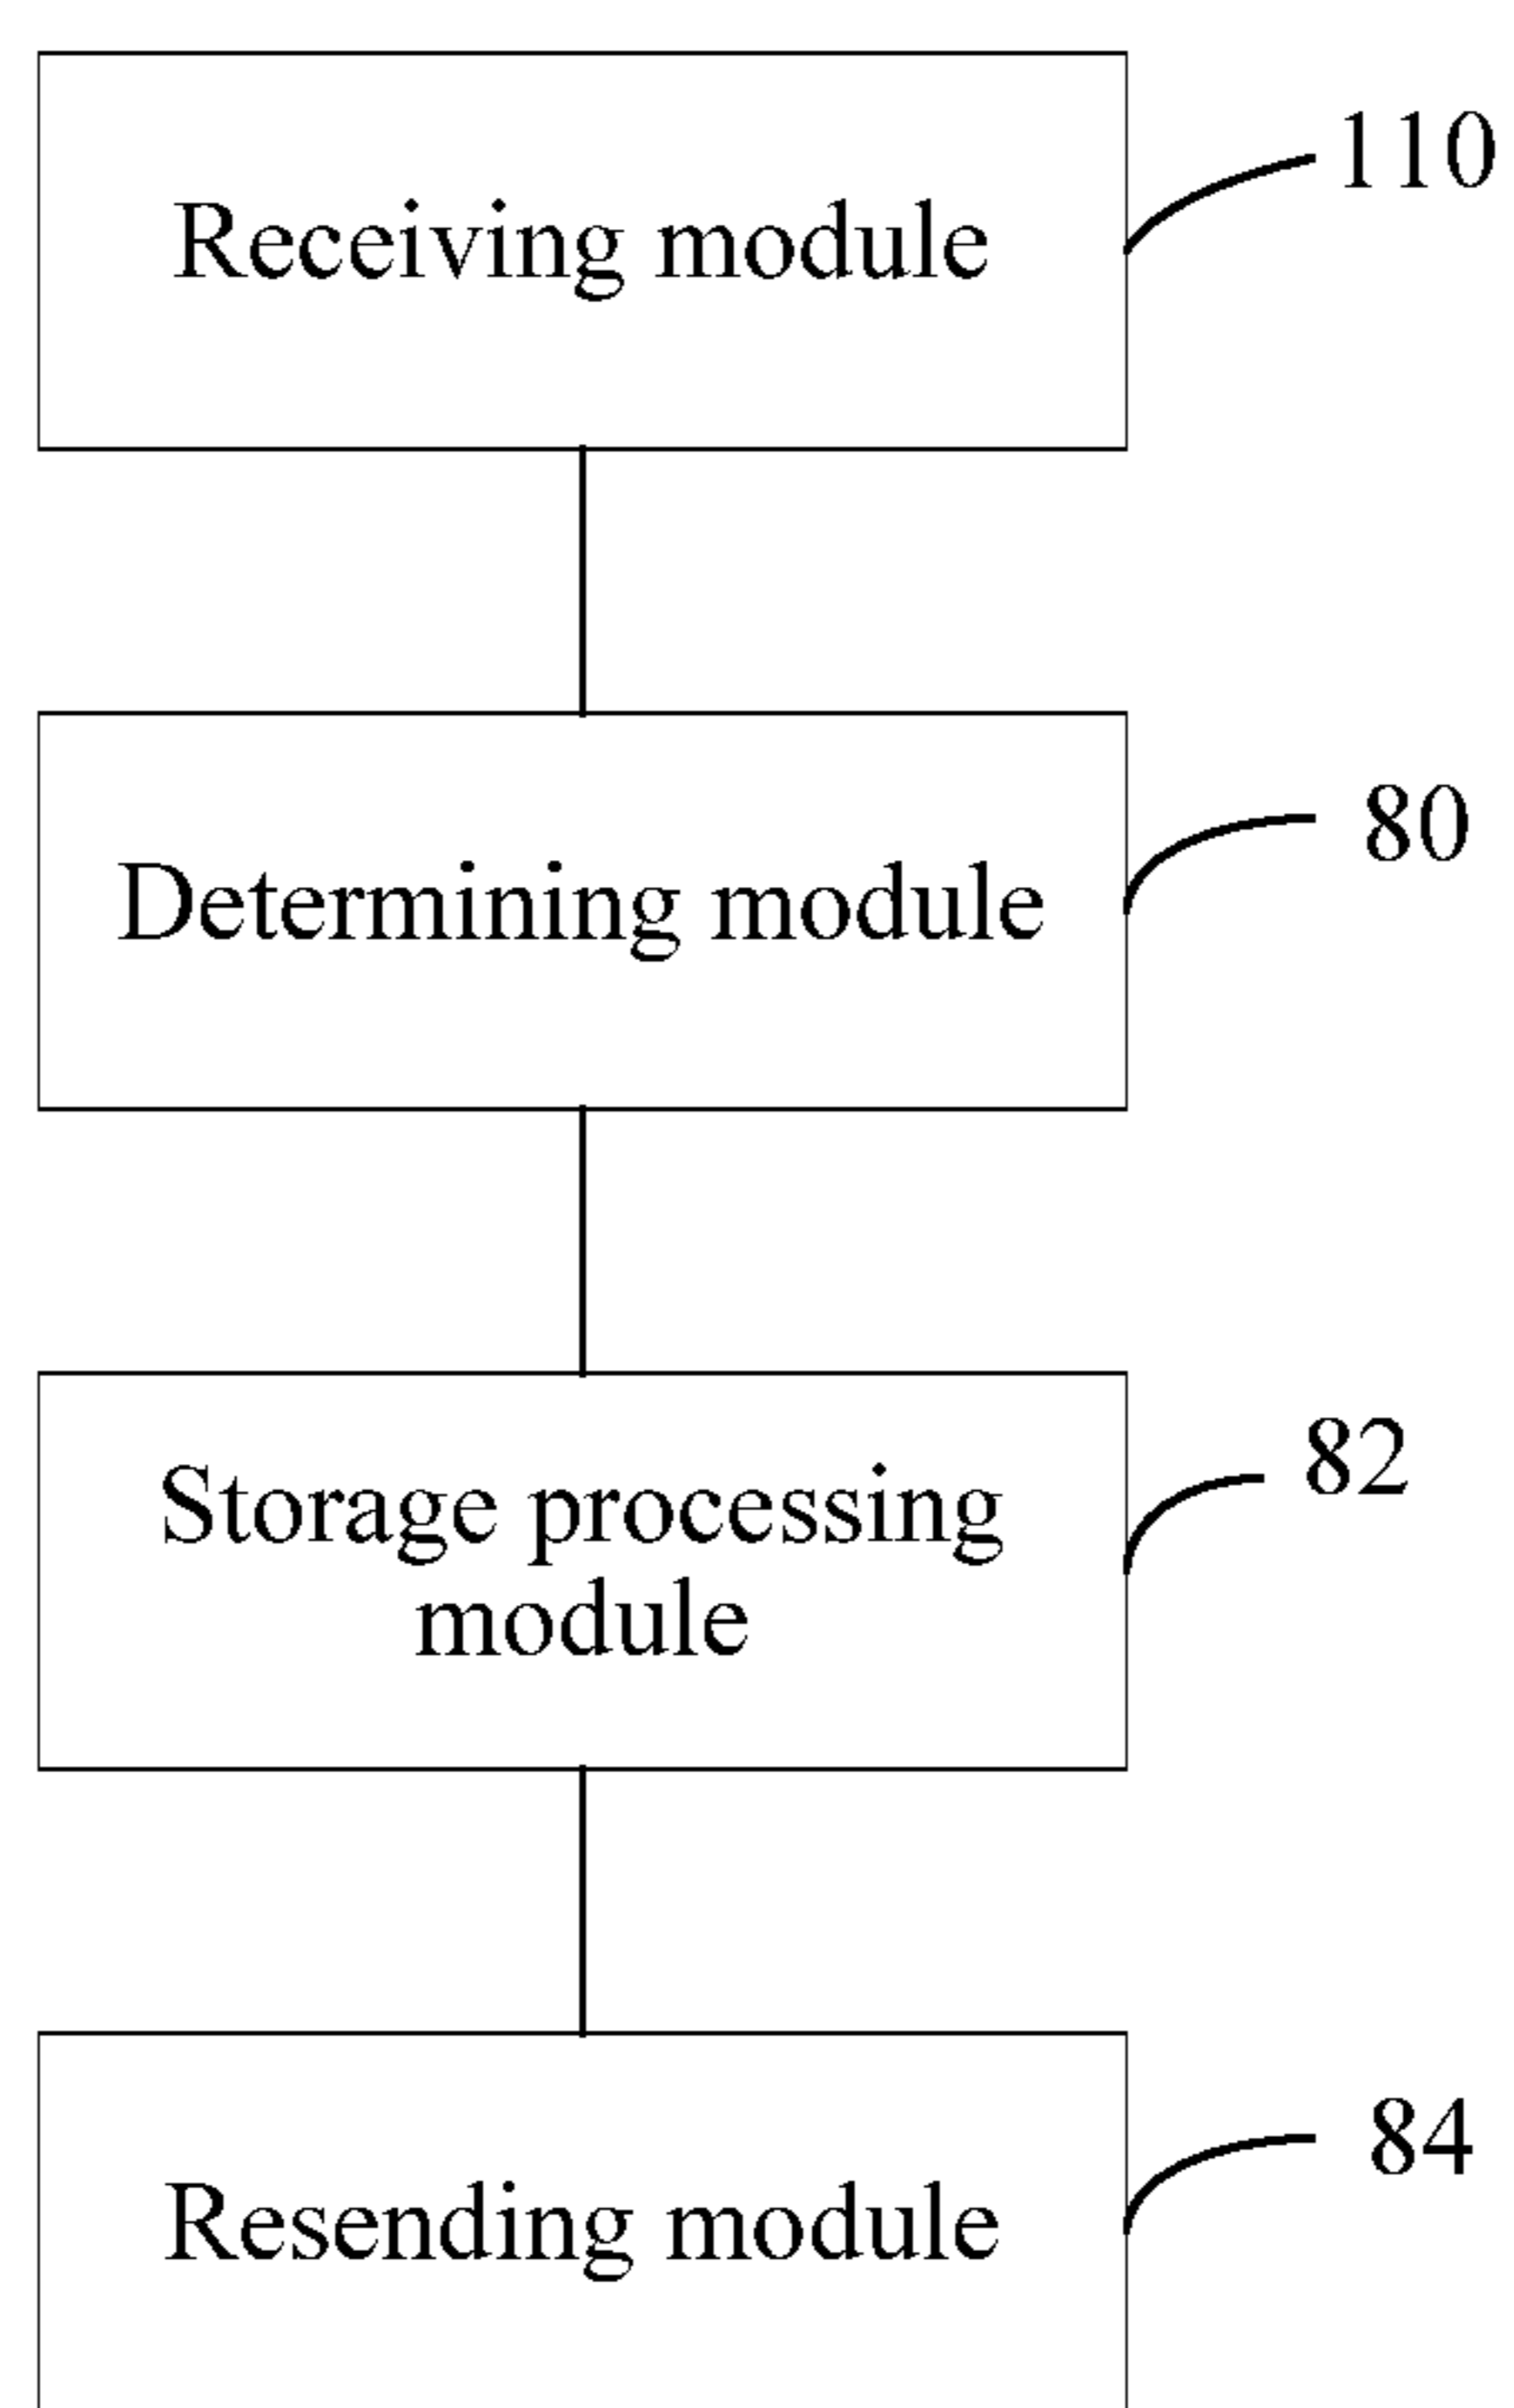 Receiving module
110
Determining module
80
Storage processing
module
82
Resending module
84